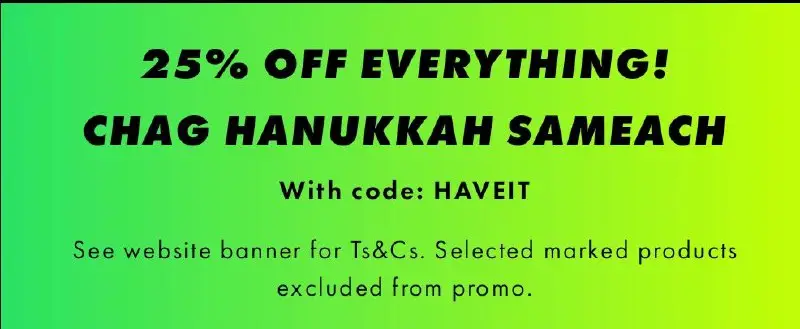 25% OFF EVERYTHING!
CHAG HANUKKAH SAMEACH
With code: HAVEIT
See website banner for Ts&Cs. Selected marked products
excluded from promo.